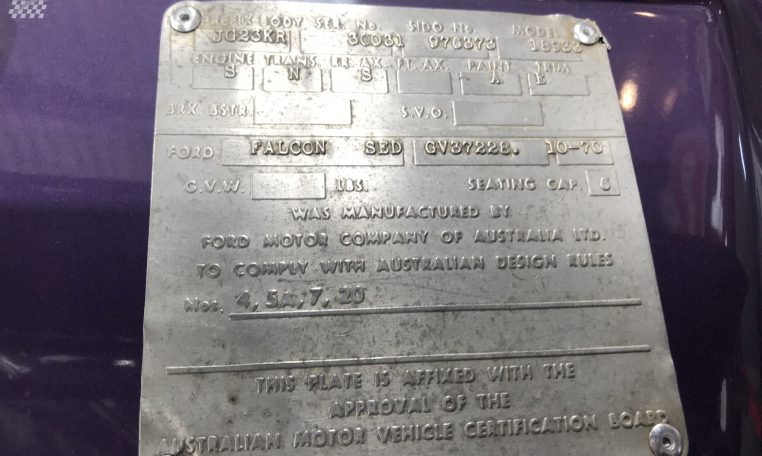 PREFIX BODY SER. No. SIDO No. MODEL
JG23KR 3C031 970373 18S33
ENGINE TRANS. RR. AX. FT. AX. PAINT TRIM
S N S - A B
BRK. BSTR. S.V.O.
FORD FALCON SED GV37228. 10-70
G.V.W. LBS. SEATING CAP.
WAS MANUFACTURED BY
FORD MOTOR COMPANY OF AUSTRALIA LTD.
TO COMPLY WITH AUSTRALIAN DESIGN RULES
Nos. 4, 5A, 7, 20
THIS PLATE IS AFFIXED WITH THE
APPROVAL OF THE
AUSTRALIAN MOTOR VEHICLE CERTIFICATION BOARD